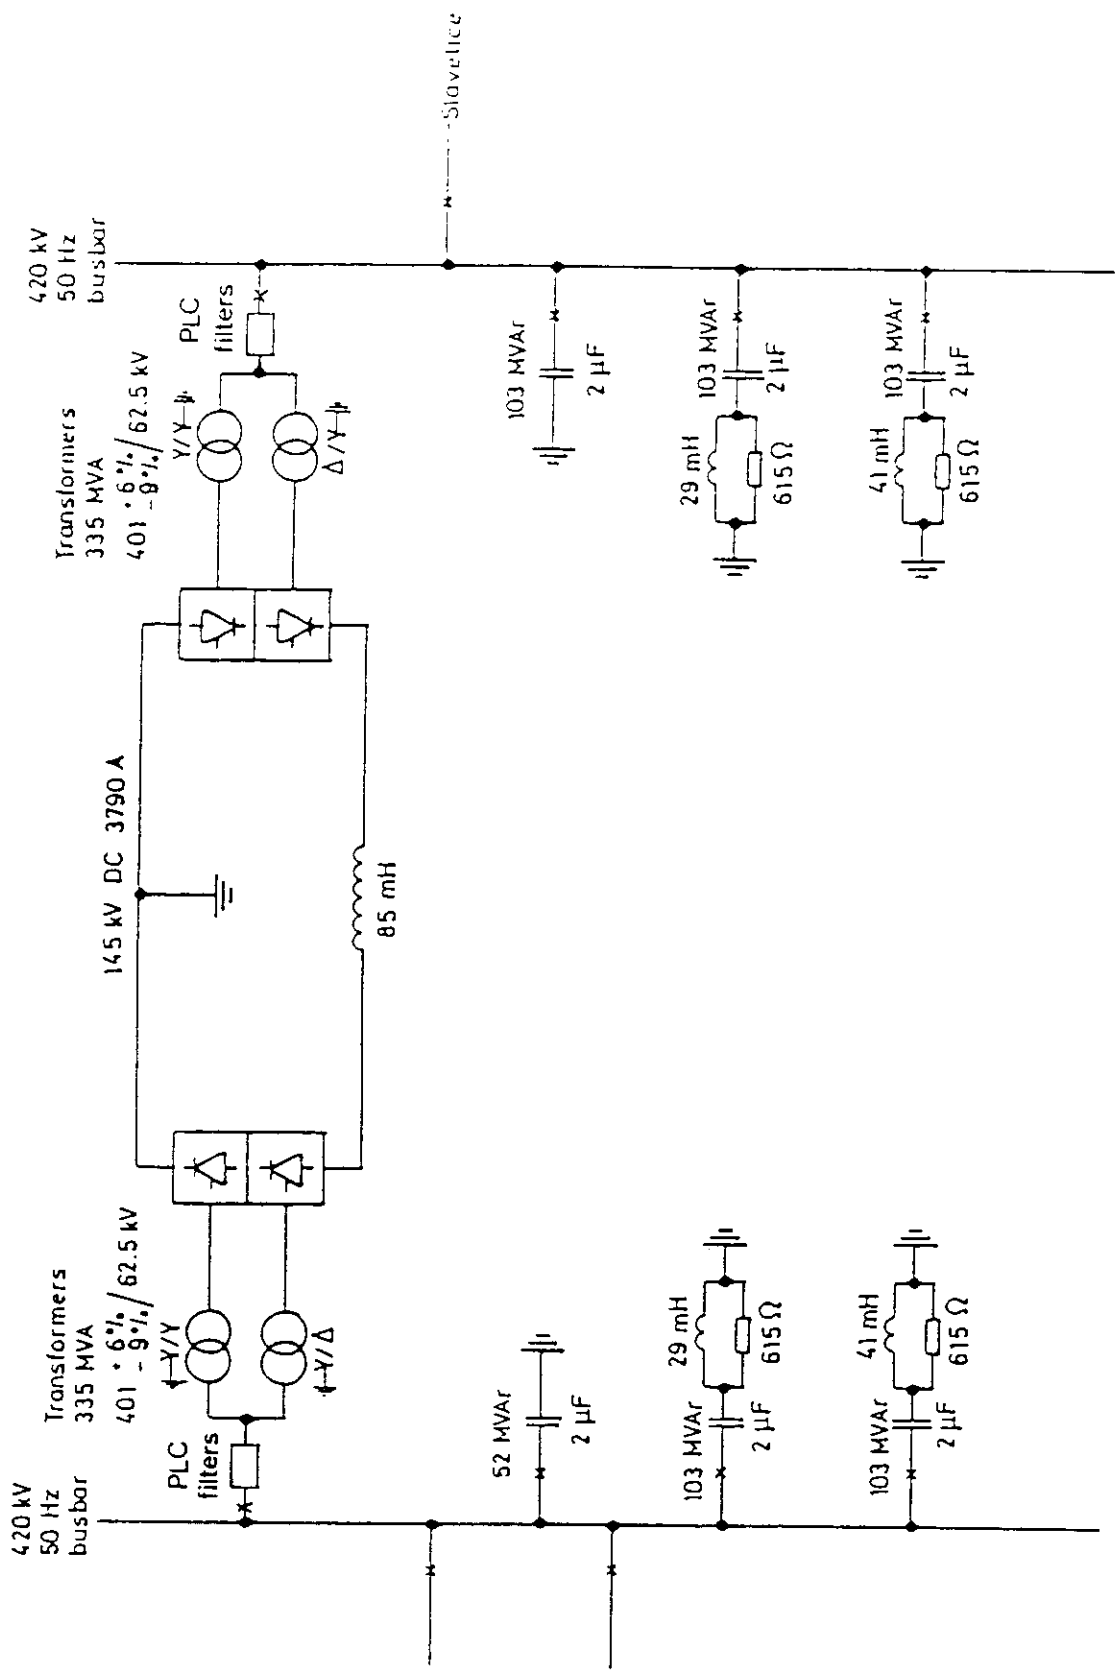 420 kV
50 Hz
busbar
PLC
filters
Transformers
335 MVA
401 + 6%/- 9%/62.5 kV
Y/Y
Y/Δ
145 kV DC 3790 A
85 mH
Transformers
335 MVA
401 + 6%/- 9%/62.5 kV
Y/Y
Δ/Y
PLC
filters
420 kV
50 Hz
busbar
Slavetice
52 MVAr
2 µF
103 MVAr
2 µF
29 mH
615 Ω
103 MVAr
2 µF
41 mH
615 Ω
103 MVAr
2 µF
29 mH
615 Ω
103 MVAr
2 µF
41 mH
615 Ω
103 MVAr
2 µF